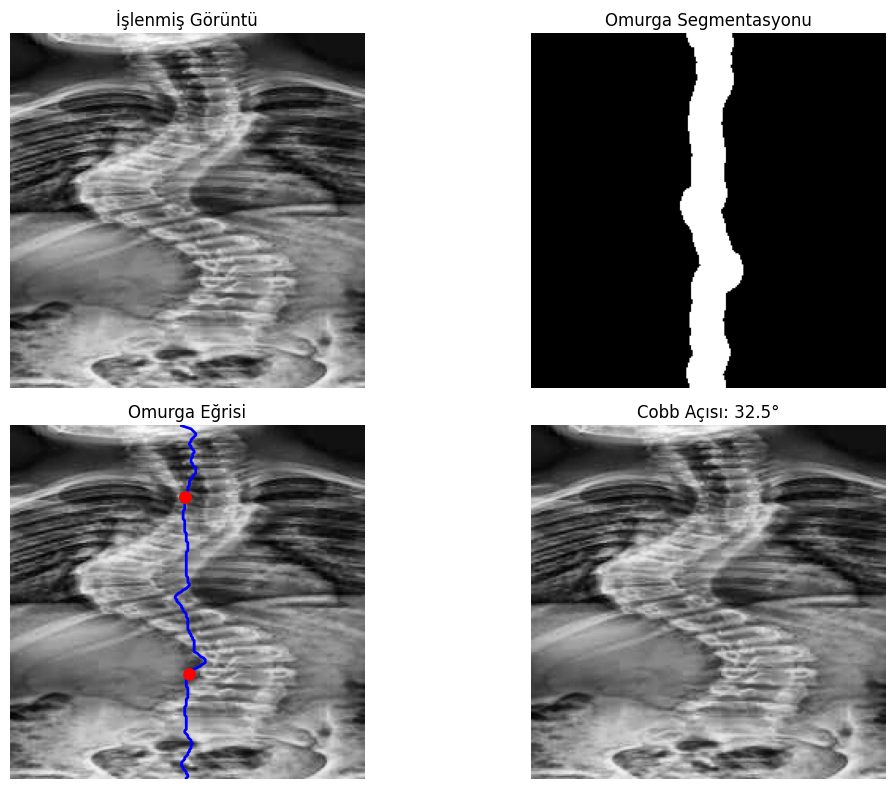 İşlenmiş Görüntü
Omurga Segmentasyonu
Omurga Eğrisi
Cobb Açısı: 32.5°